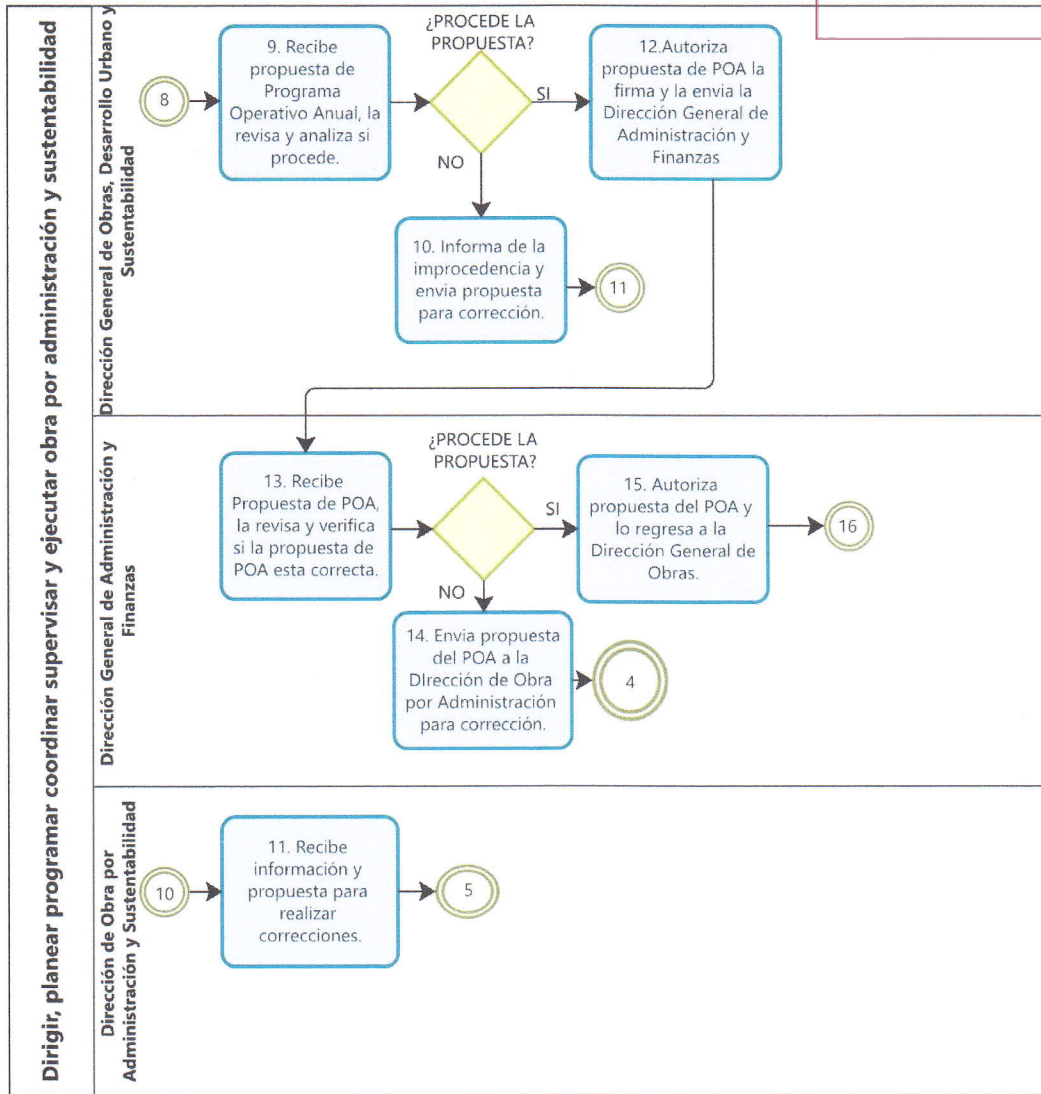 Dirigir, planear programar coordinar supervisar y ejecutar obra por administración y sustentabilidad
Dirección General de Obras, Desarrollo Urbano y
Sustentabilidad
8
9. Recibe
propuesta de
Programa
Operativo Anual, la
revisa y analiza si
procede.
¿PROCEDE LA
PROPUESTA?
SI
NO
12.Autoriza
propuesta de POA la
firma y la envia la
Dirección General de
Administración y
Finanzas
10. Informa de la
improcedencia y
envia propuesta
para corrección.
11
Dirección General de Administración y
Finanzas
13. Recibe
Propuesta de POA,
la revisa y verifica
si la propuesta de
POA esta correcta.
¿PROCEDE LA
PROPUESTA?
SI
NO
15. Autoriza
propuesta del POA y
lo regresa a la
Dirección General de
Obras.
16
14. Envia propuesta
del POA a la
DIrección de Obra
por Administración
para corrección.
4
Dirección de Obra por
Administración y Sustentabilidad
10
11. Recibe
información y
propuesta para
realizar
correcciones.
5